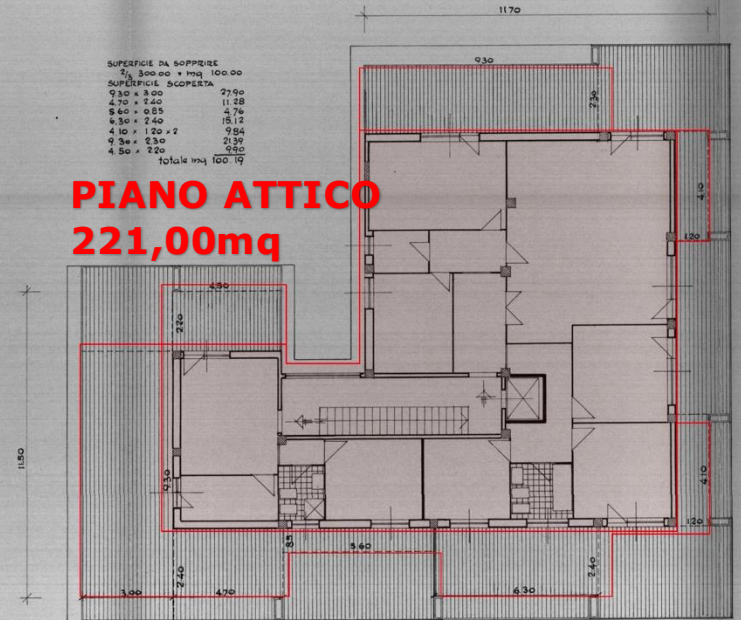 11.70
SUPERFICIE DA SOPPRIRE
2/3 300.00 = mq 100.00
SUPERFICIE SCOPERTA
9.30 x 3.00 27.90
4.70 x 2.40 11.28
5.60 x 0.85 4.76
6.30 x 2.40 15.12
4.10 x 1.20 x 2 9.84
9.30 x 2.30 21.39
4.50 x 2.20 9.90
totale mq 100.19
9.30
2.30
PIANO ATTICO
221,00mq
4.10
1.20
4.50
2.20
11.50
9.30
4.10
1.20
.85
5.60
2.40
2.40
3.00
4.70
6.30